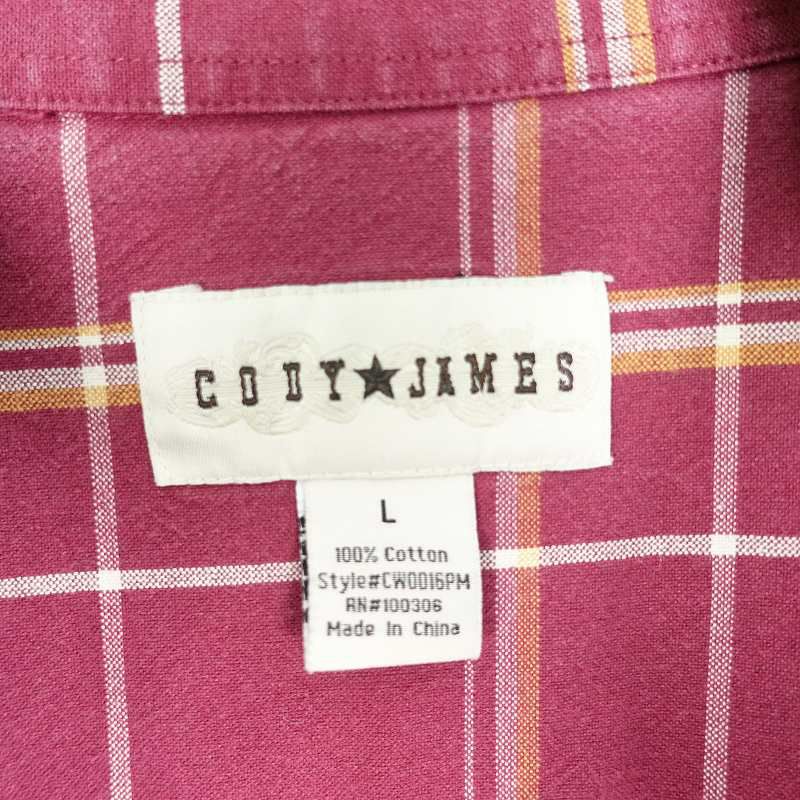 CODY★JAMES
L
100% Cotton
Style#CW0016PM
RN#100306
Made In China